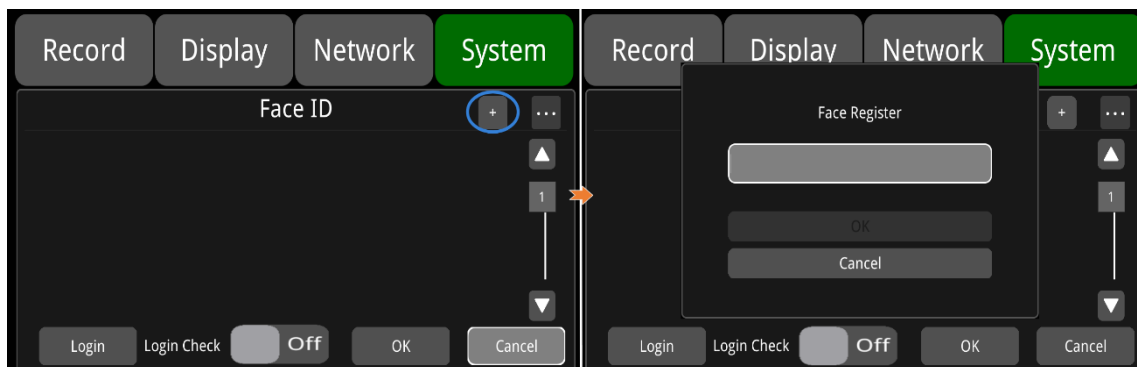 Record Display Network System
Face ID + ...
1
Login Login Check Off OK Cancel
Record Display Network System
Face Register
+ ...
1
OK
Cancel
Login Login Check Off OK Cancel